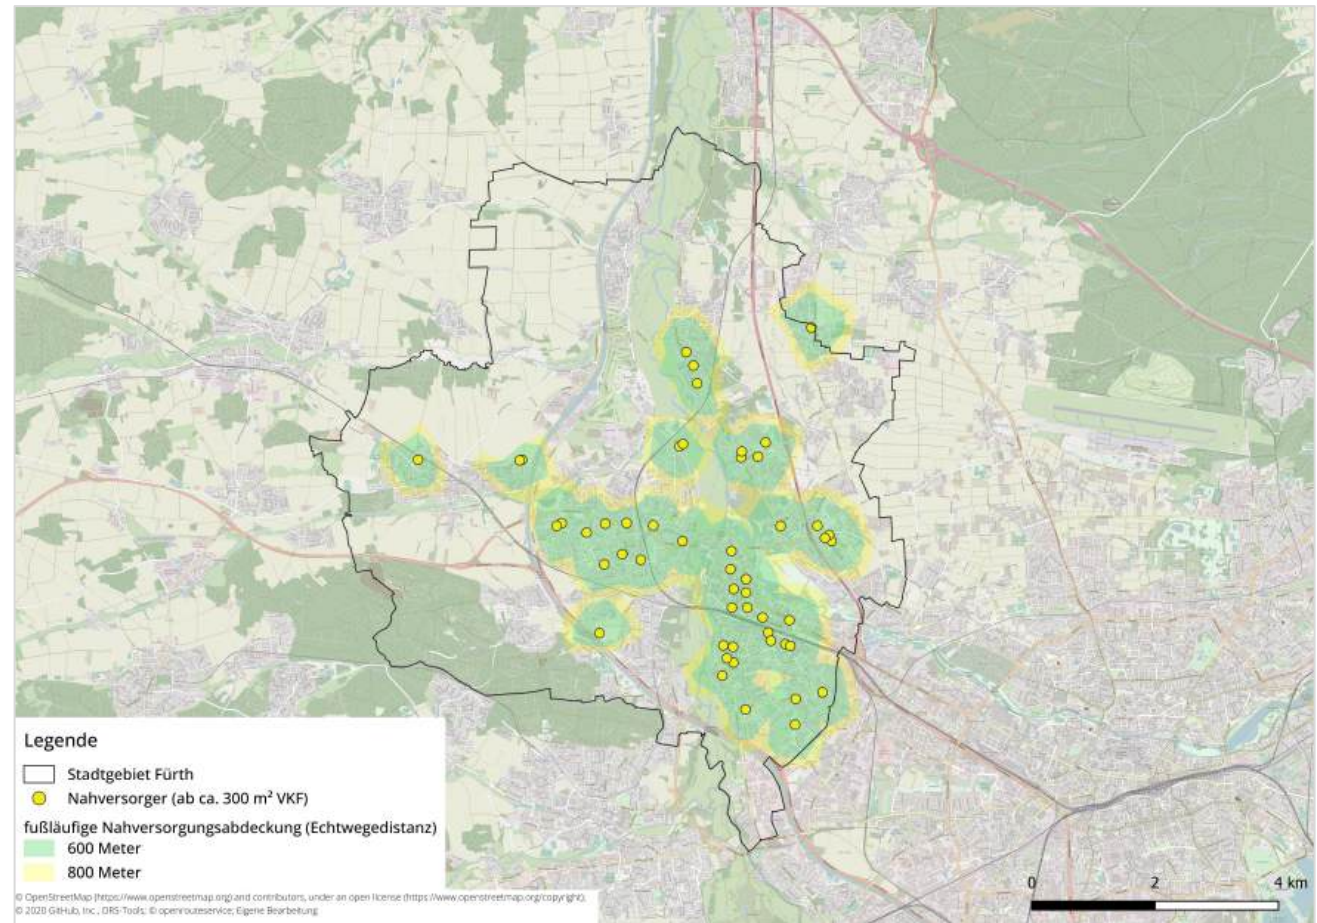 Legende
Stadtgebiet Fürth
Nahversorger (ab ca. 300 m² VKF)
fußläufige Nahversorgungsabdeckung (Echtwegedistanz)
600 Meter
800 Meter
0 2 4 km
© OpenStreetMap (https://www.openstreetmap.org) and contributors, under an open license (https://www.openstreetmap.org/copyright).
© 2020 GitHub, Inc., ORS-Tools; © openrouteservice; Eigene Bearbeitung